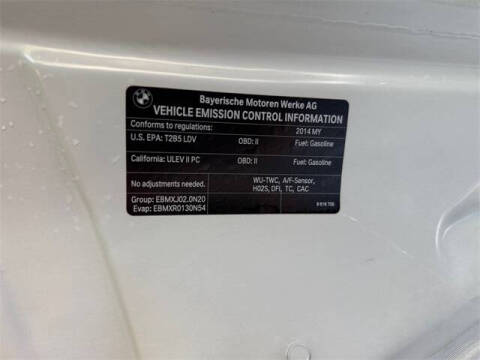 BMW
Bayerische Motoren Werke AG
VEHICLE EMISSION CONTROL INFORMATION
Conforms to regulations: 2014 MY
U.S. EPA: T2B5 LDV OBD: II Fuel: Gasoline
California: ULEV II PC OBD: II Fuel: Gasoline
No adjustments needed. WU-TWC, A/F-Sensor,
HO2S, DFI, TC, CAC
Group: EBMXJ02.0N20
Evap: EBMXR0130N54